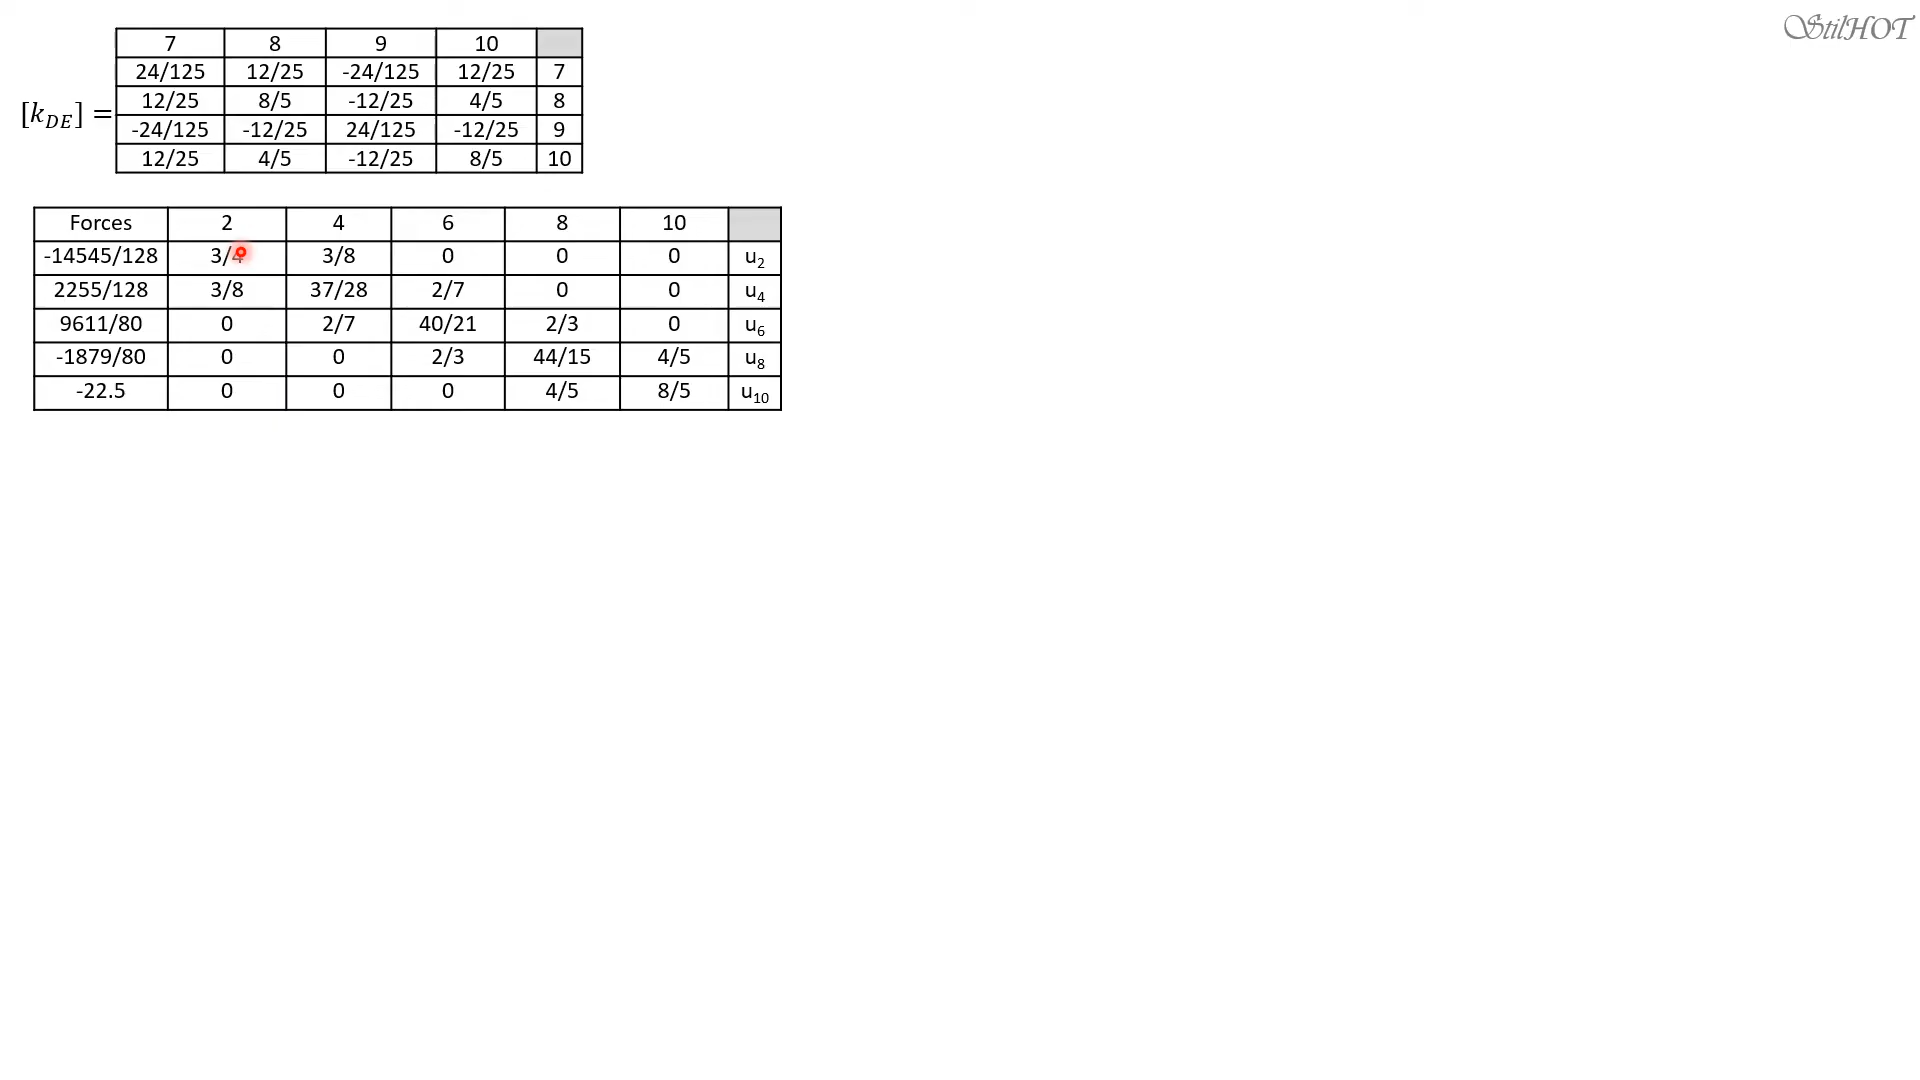 StilHOT
7 8 9 10
24/125 12/25 -24/125 12/25 7
12/25 8/5 -12/25 4/5 8
[k_DE] =
-24/125 -12/25 24/125 -12/25 9
12/25 4/5 -12/25 8/5 10
Forces 2 4 6 8 10
-14545/128 3/4 3/8 0 0 0 u2
2255/128 3/8 37/28 2/7 0 0 u4
9611/80 0 2/7 40/21 2/3 0 u6
-1879/80 0 0 2/3 44/15 4/5 u8
-22.5 0 0 0 4/5 8/5 u10